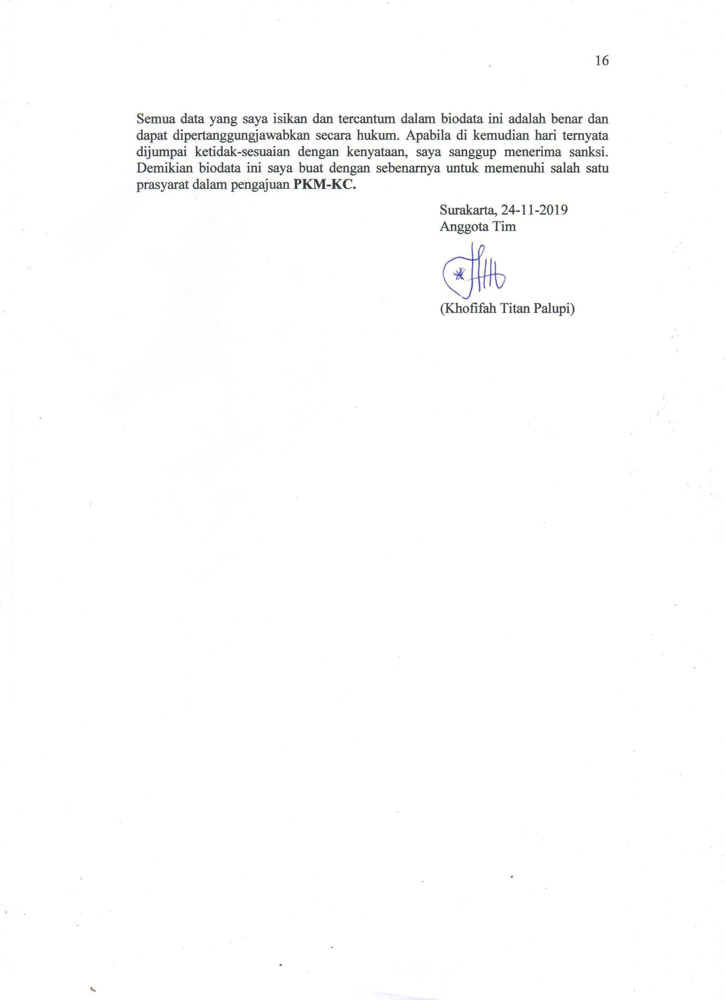 16
Semua data yang saya isikan dan tercantum dalam biodata ini adalah benar dan
dapat dipertanggungjawabkan secara hukum. Apabila di kemudian hari ternyata
dijumpai ketidak-sesuaian dengan kenyataan, saya sanggup menerima sanksi.
Demikian biodata ini saya buat dengan sebenarnya untuk memenuhi salah satu
prasyarat dalam pengajuan PKM-KC.
Surakarta, 24-11-2019
Anggota Tim
(Khofifah Titan Palupi)